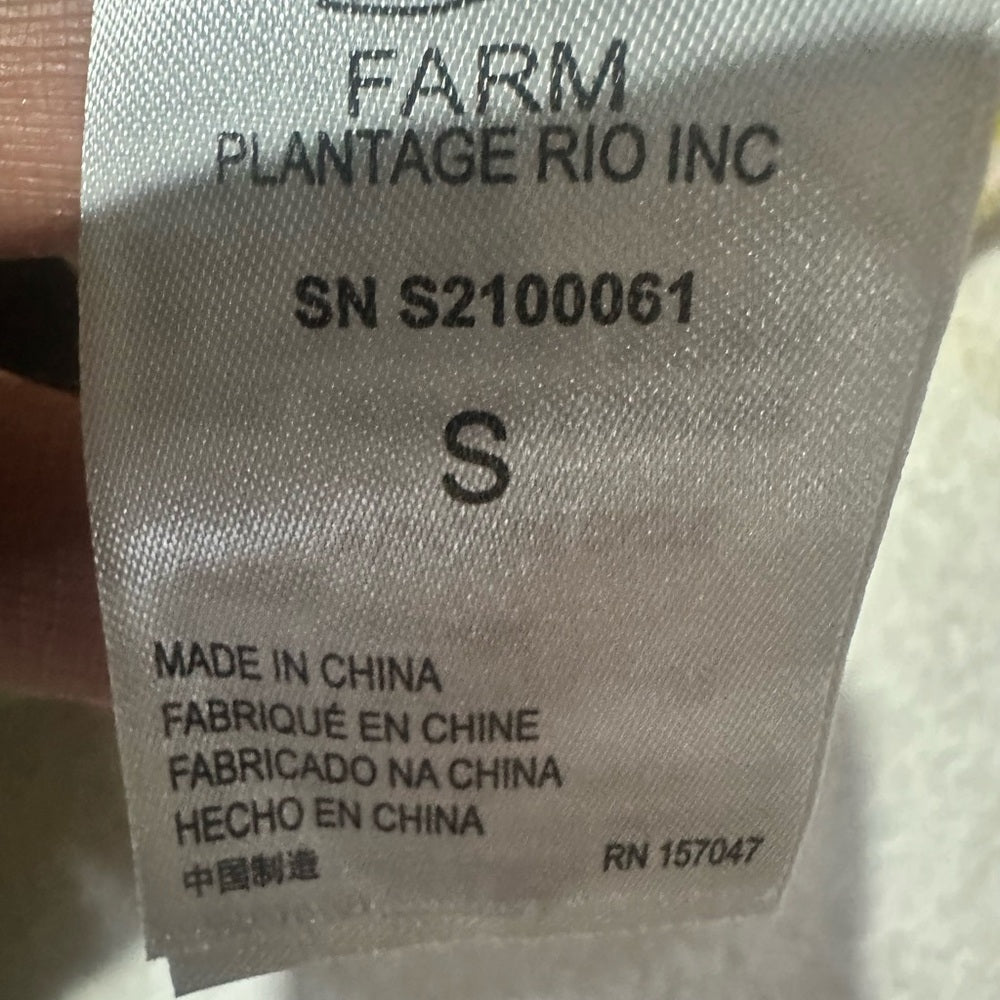 FARM
PLANTAGE RIO INC
SN S2100061
S
MADE IN CHINA
FABRIQUÉ EN CHINE
FABRICADO NA CHINA
HECHO EN CHINA
中国制造
RN 157047